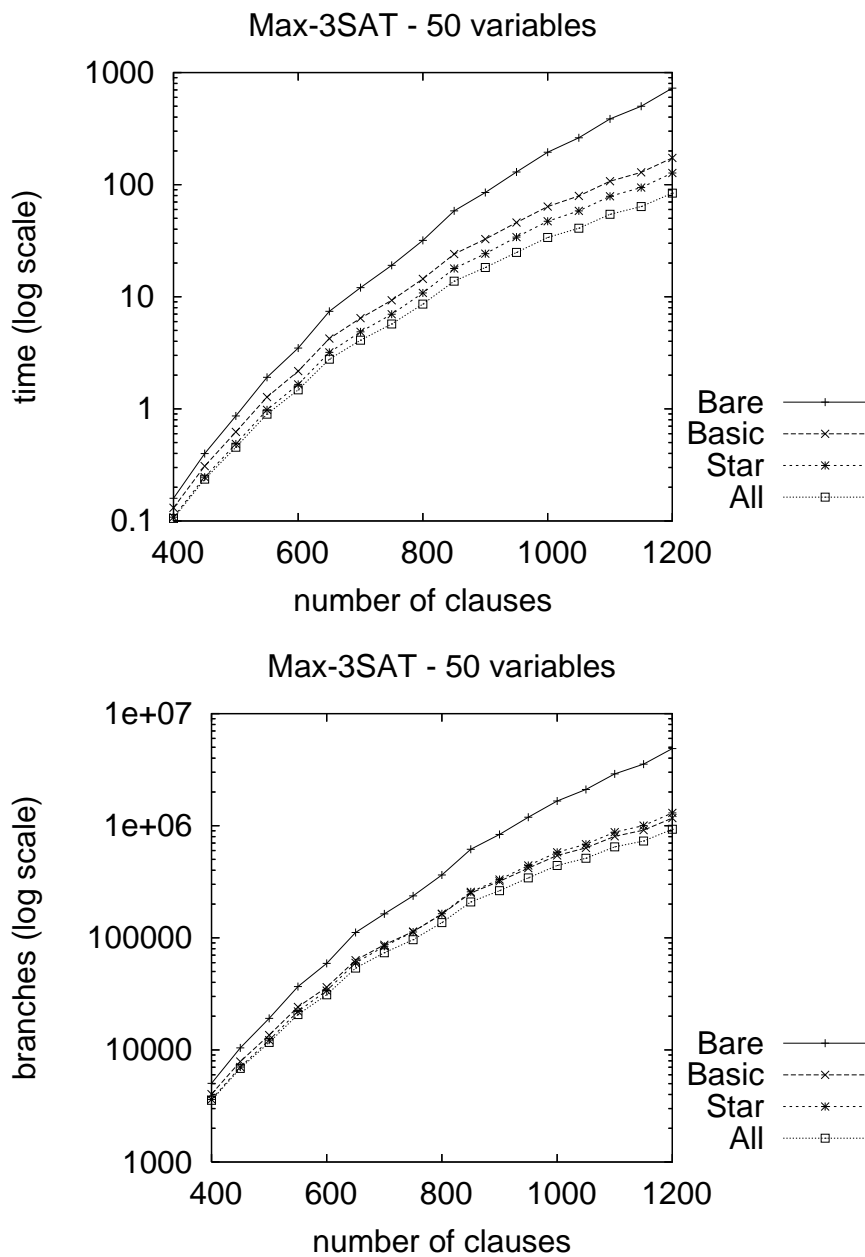 Max-3SAT - 50 variables
1000
100
10
1
0.1
400 600 800 1000 1200
time (log scale)
number of clauses
Bare
Basic
Star
All
Max-3SAT - 50 variables
1e+07
1e+06
100000
10000
1000
400 600 800 1000 1200
branches (log scale)
number of clauses
Bare
Basic
Star
All